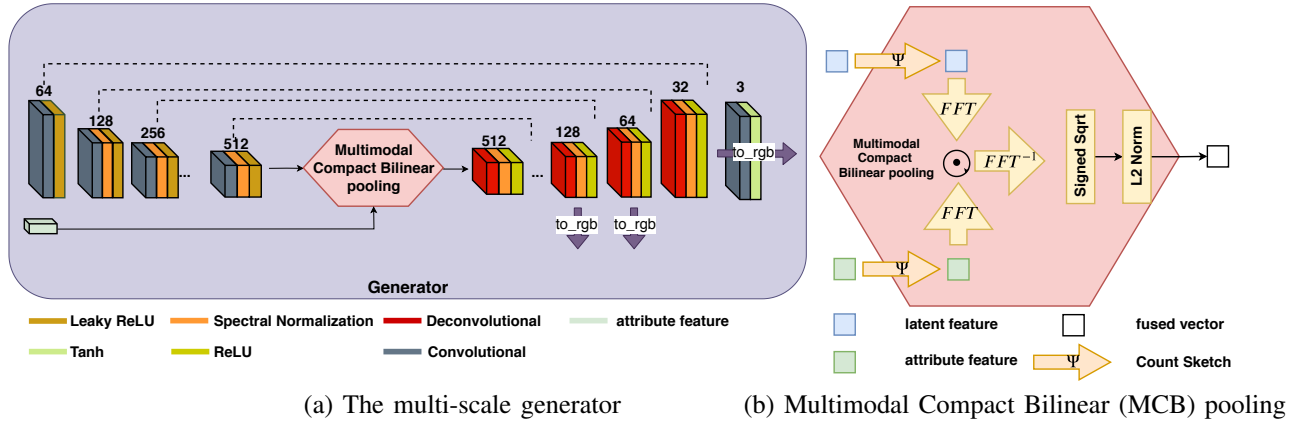 64
128
256
...
512
Multimodal
Compact Bilinear
pooling
512
...
128
64
32
3
to_rgb
to_rgb
to_rgb
Generator
Leaky ReLU
Spectral Normalization
Deconvolutional
attribute feature
Tanh
ReLU
Convolutional
(a) The multi-scale generator
Ψ
FFT
Multimodal
Compact
Bilinear pooling
FFT⁻¹
Signed Sqrt
L2 Norm
FFT
Ψ
latent feature
fused vector
attribute feature
Ψ
Count Sketch
(b) Multimodal Compact Bilinear (MCB) pooling